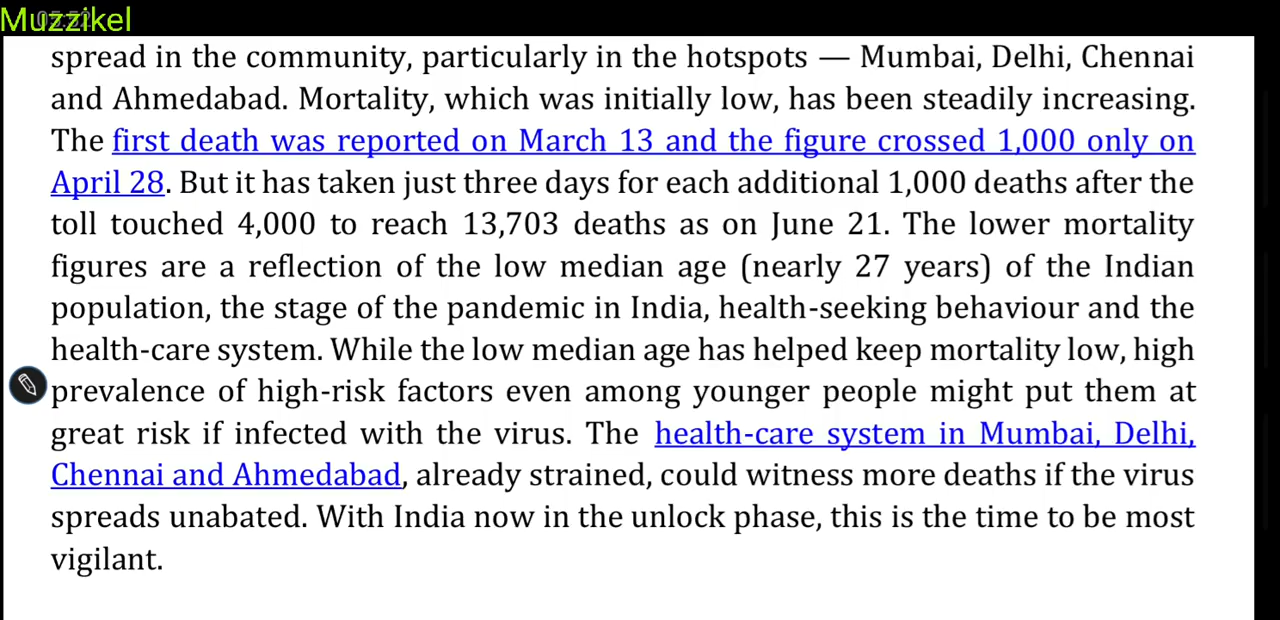 Muzzikel
spread in the community, particularly in the hotspots — Mumbai, Delhi, Chennai
and Ahmedabad. Mortality, which was initially low, has been steadily increasing.
The first death was reported on March 13 and the figure crossed 1,000 only on
April 28. But it has taken just three days for each additional 1,000 deaths after the
toll touched 4,000 to reach 13,703 deaths as on June 21. The lower mortality
figures are a reflection of the low median age (nearly 27 years) of the Indian
population, the stage of the pandemic in India, health-seeking behaviour and the
health-care system. While the low median age has helped keep mortality low, high
prevalence of high-risk factors even among younger people might put them at
great risk if infected with the virus. The health-care system in Mumbai, Delhi,
Chennai and Ahmedabad, already strained, could witness more deaths if the virus
spreads unabated. With India now in the unlock phase, this is the time to be most
vigilant.